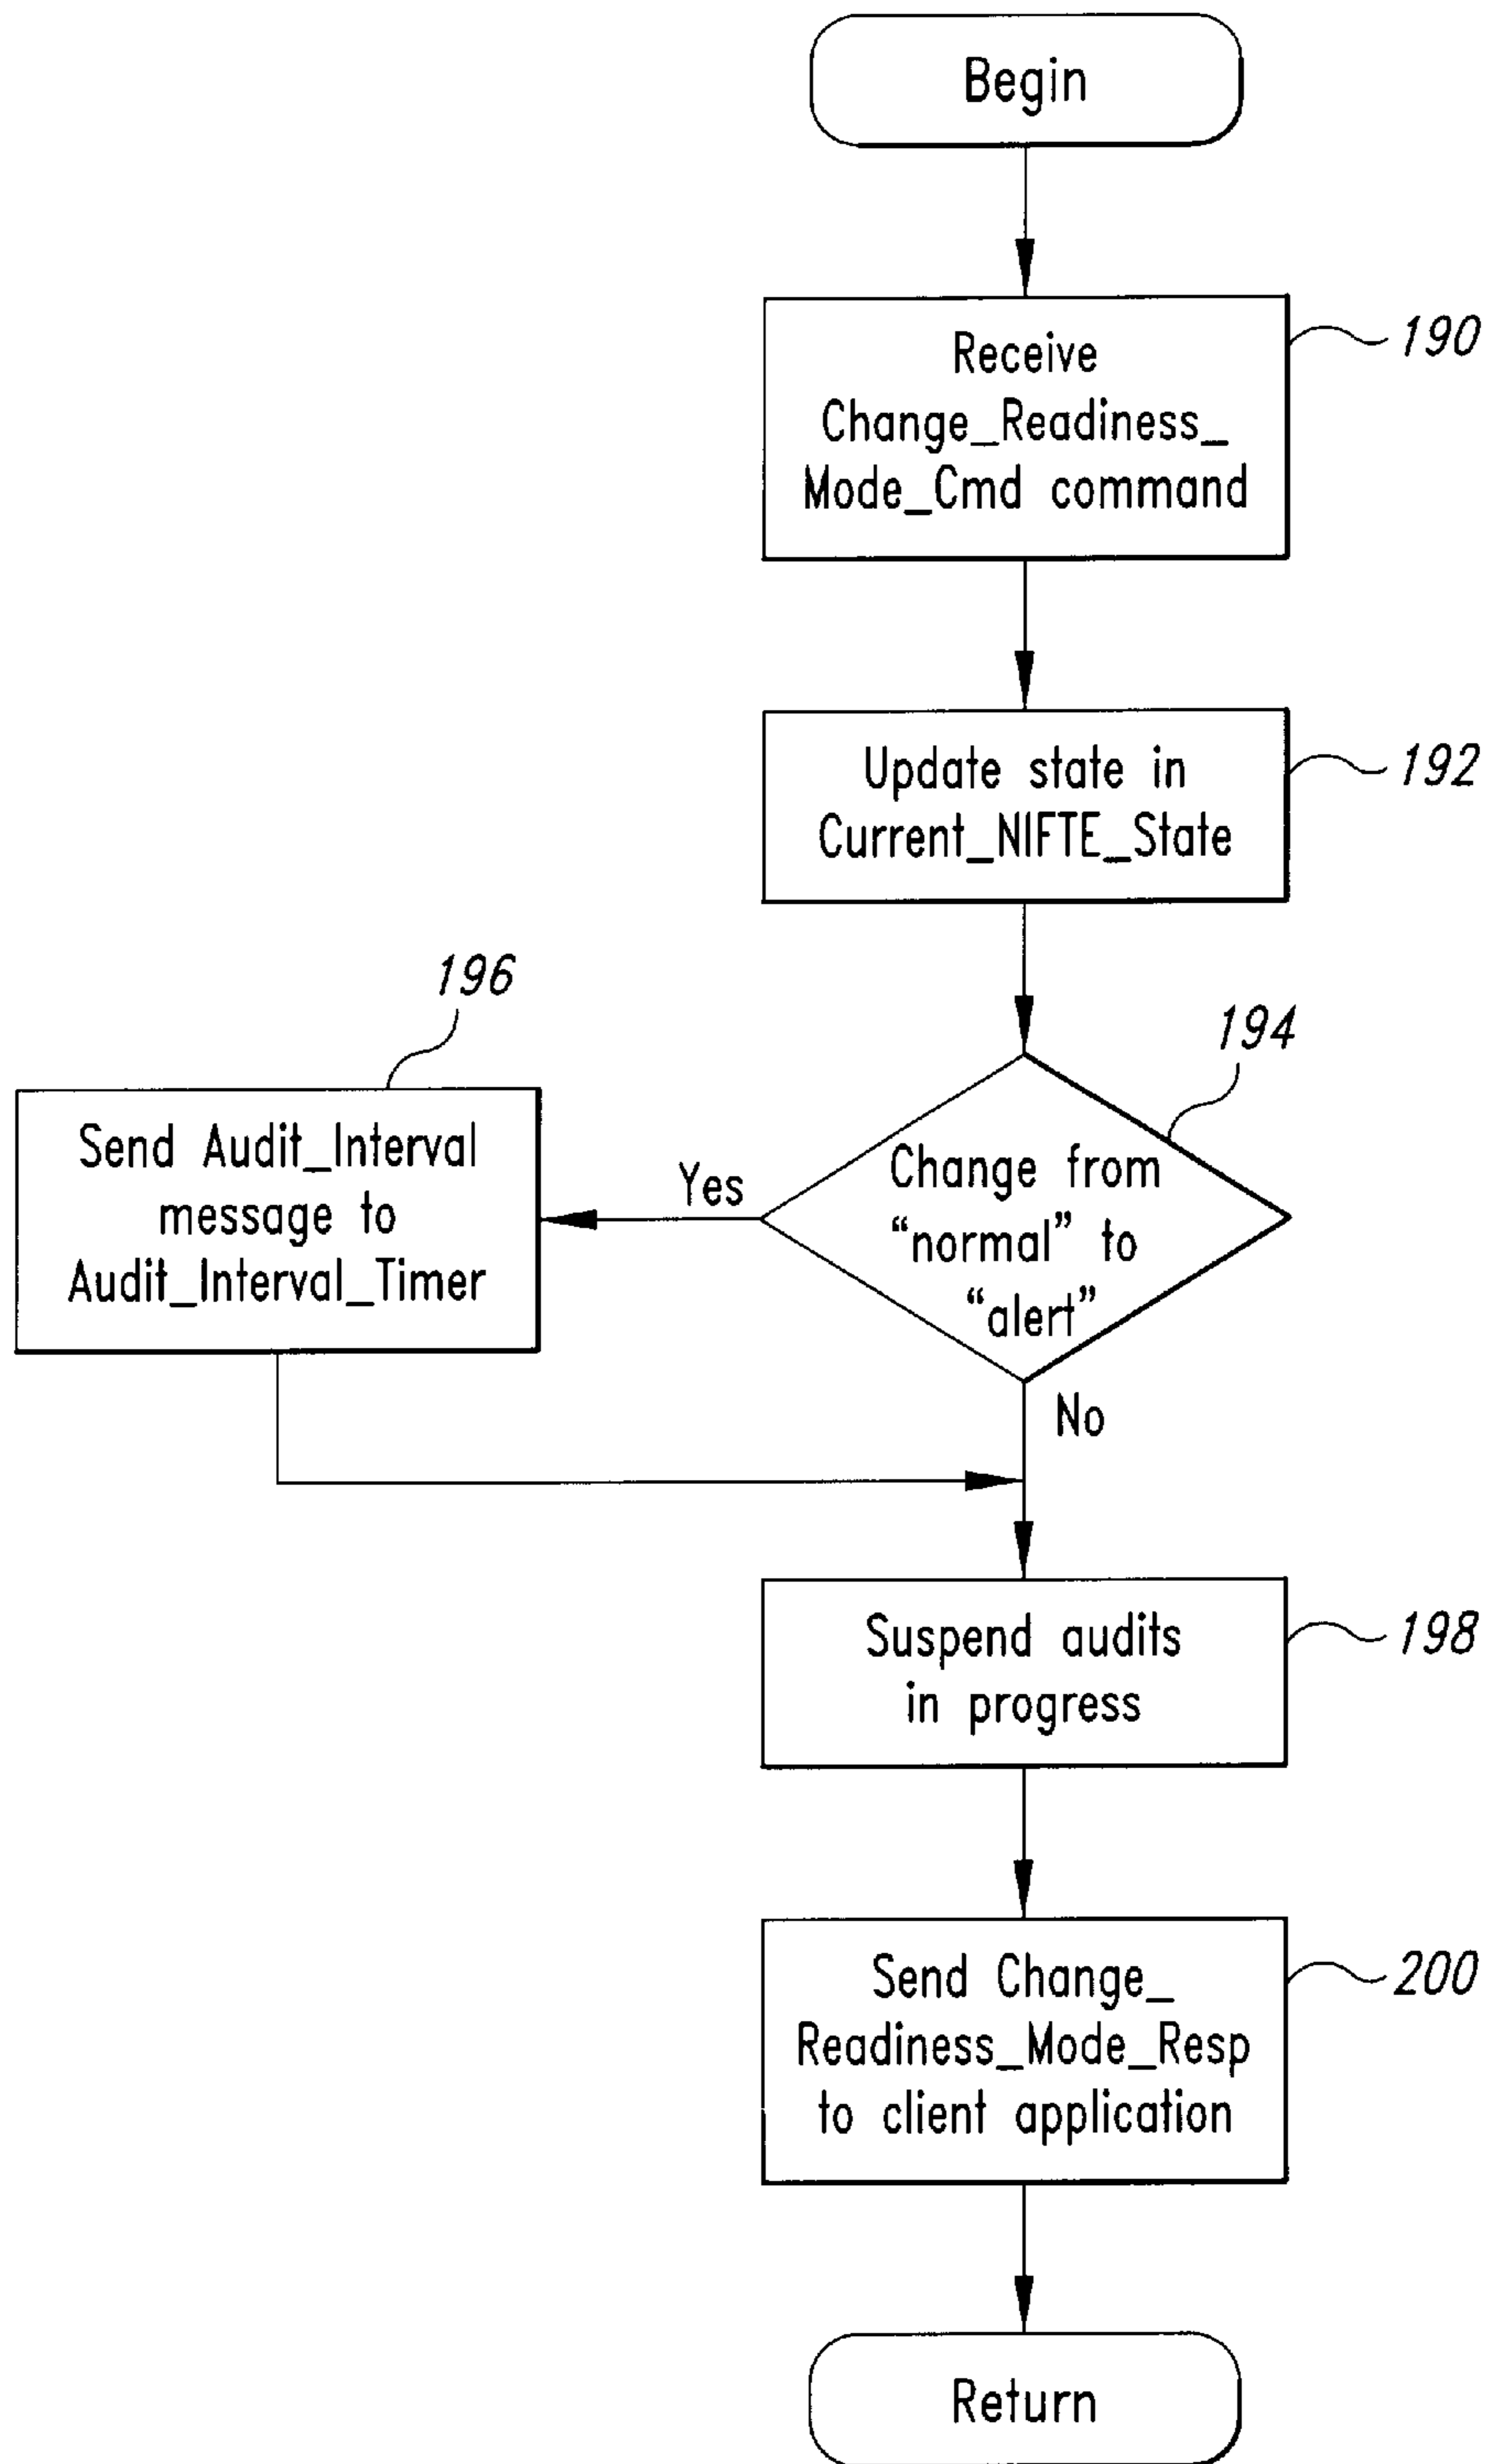 Begin
Receive
Change_Readiness_
Mode_Cmd command
190
Update state in
Current_NIFTE_State
192
194
Change from
“normal” to
“alert”
Yes
No
196
Send Audit_Interval
message to
Audit_Interval_Timer
Suspend audits
in progress
198
Send Change_
Readiness_Mode_Resp
to client application
200
Return